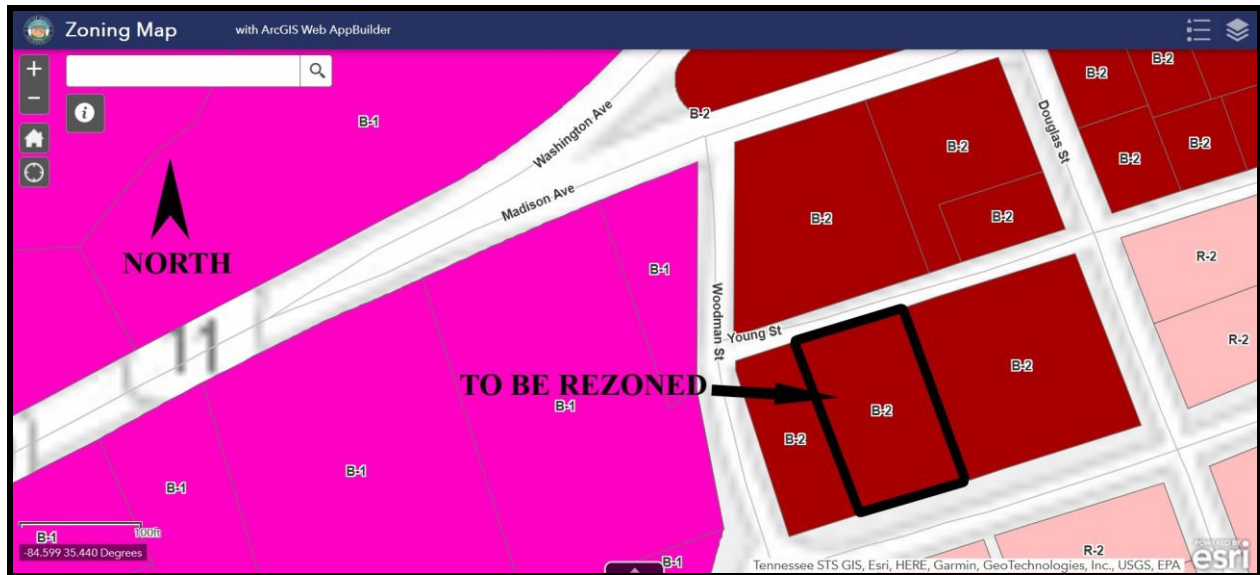 Zoning Map with ArcGIS Web AppBuilder
+
−
i
B-1
B-2
B-2
B-2
Washington Ave
Madison Ave
Douglas St
B-2
B-2
B-2
B-2
B-2
B-2
NORTH
R-2
B-1
Woodman St
Young St
11
R-2
TO BE REZONED
B-2
B-1
B-2
B-2
B-1
B-1
B-1
100ft
-84.599 35.440 Degrees
B-1
R-2
Tennessee STS GIS, Esri, HERE, Garmin, GeoTechnologies, Inc., USGS, EPA
POWERED BY
esri